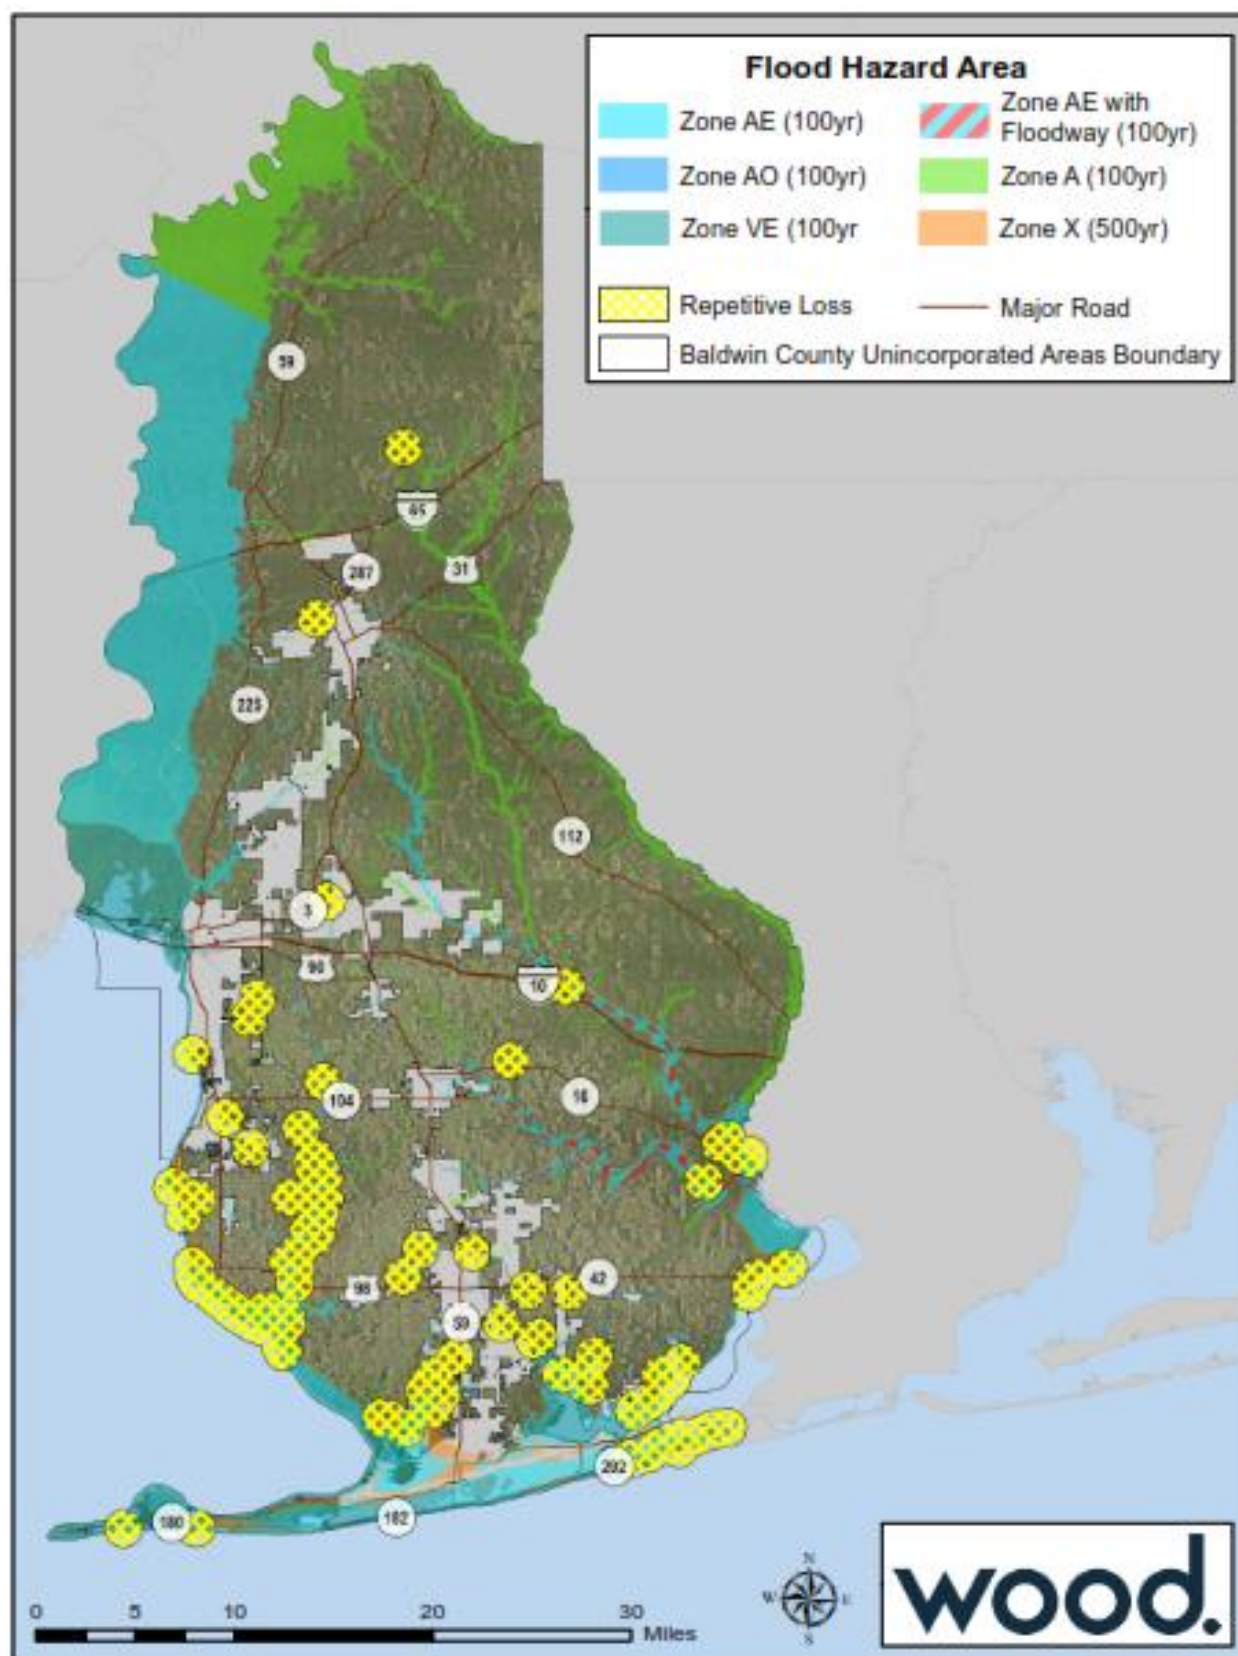 Flood Hazard Area
Zone AE (100yr)
Zone AE with
Floodway (100yr)
Zone AO (100yr)
Zone A (100yr)
Zone VE (100yr
Zone X (500yr)
Repetitive Loss
Major Road
Baldwin County Unincorporated Areas Boundary
59
65
287
31
225
112
3
90
10
104
16
98
42
59
292
180
182
N
W E
S
0 5 10 20 30
Miles
wood.